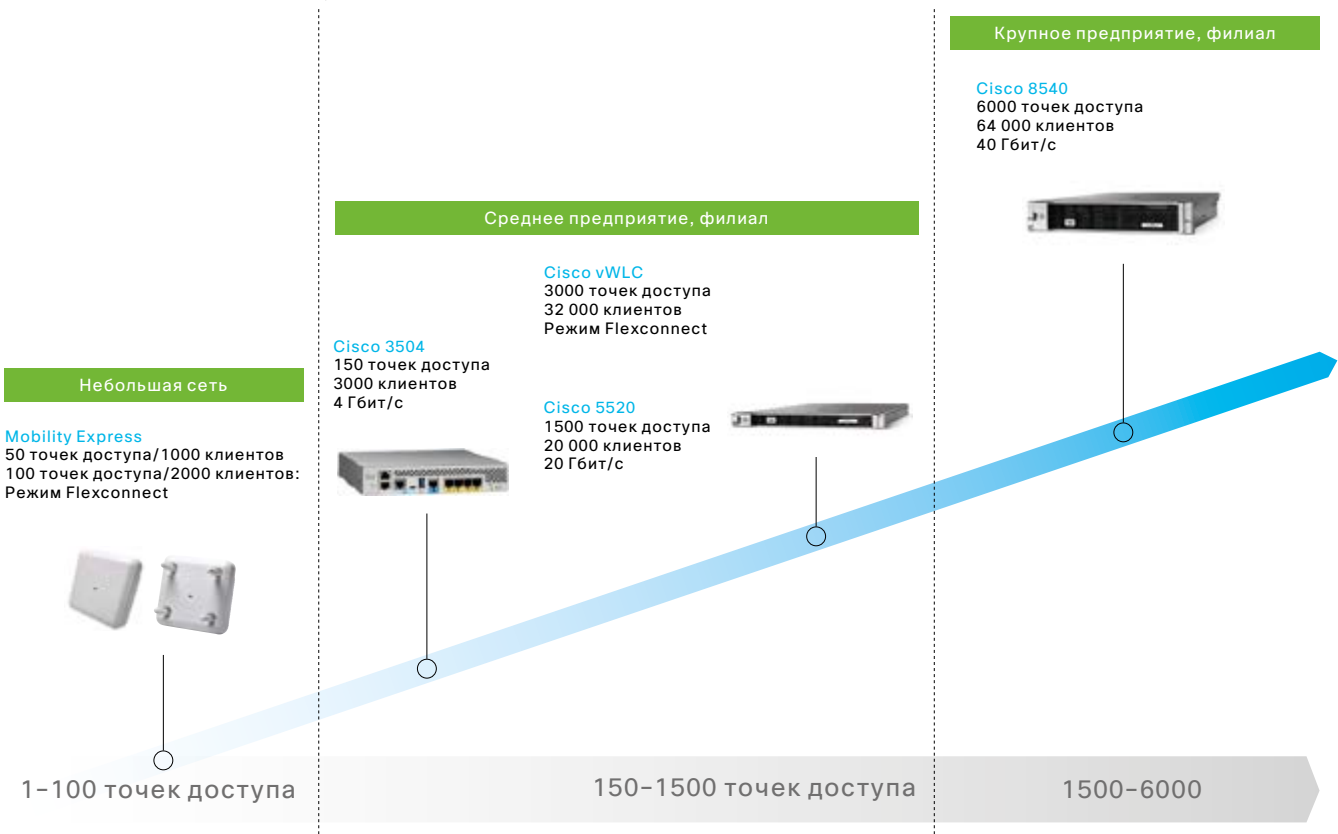 Крупное предприятие, филиал
Cisco 8540
6000 точек доступа
64 000 клиентов
40 Гбит/с
Среднее предприятие, филиал
Cisco vWLC
3000 точек доступа
32 000 клиентов
Режим Flexconnect
Cisco 3504
150 точек доступа
3000 клиентов
4 Гбит/с
Cisco 5520
1500 точек доступа
20 000 клиентов
20 Гбит/с
Небольшая сеть
Mobility Express
50 точек доступа/1000 клиентов
100 точек доступа/2000 клиентов:
Режим Flexconnect
1–100 точек доступа
150–1500 точек доступа
1500–6000